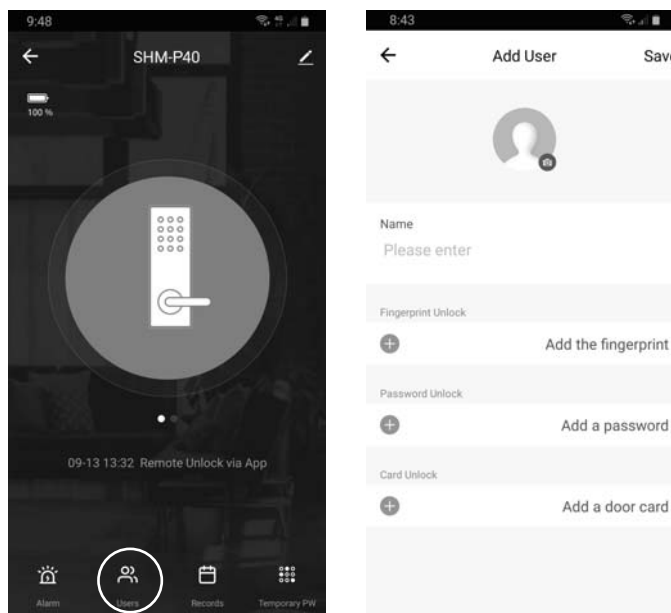 9:48
SHM-P40
100 %
09-13 13:32 Remote Unlock via App
Alarm
Users
Records
Temporary PW
8:43
Add User
Save
Name
Please enter
Fingerprint Unlock
Add the fingerprint
Password Unlock
Add a password
Card Unlock
Add a door card